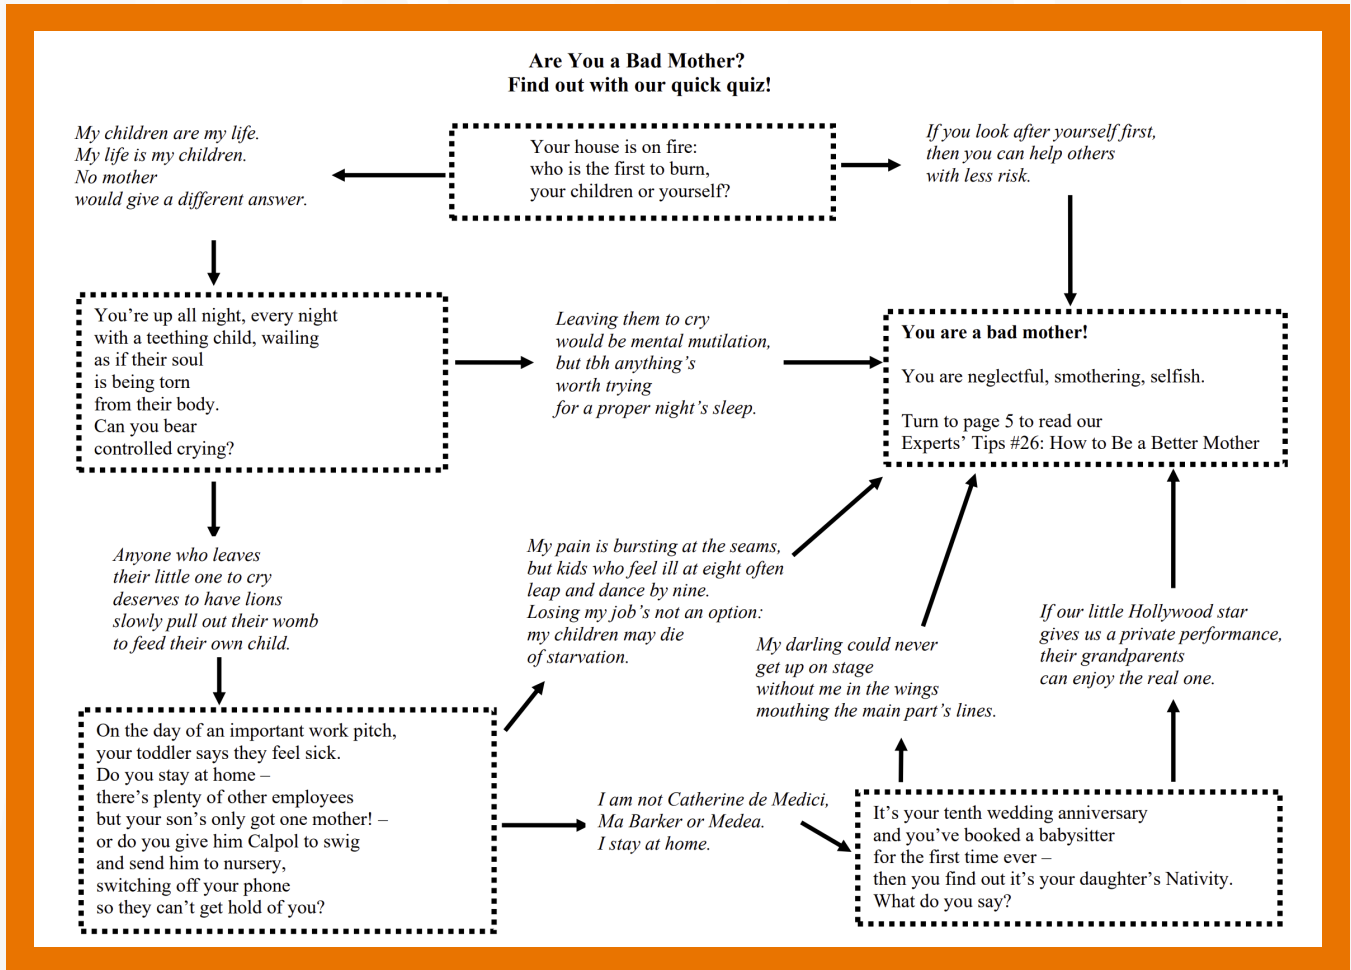 Are You a Bad Mother?
Find out with our quick quiz!
My children are my life.
My life is my children.
No mother
would give a different answer.
Your house is on fire:
who is the first to burn,
your children or yourself?
If you look after yourself first,
then you can help others
with less risk.
You’re up all night, every night
with a teething child, wailing
as if their soul
is being torn
from their body.
Can you bear
controlled crying?
Leaving them to cry
would be mental mutilation,
but tbh anything’s
worth trying
for a proper night’s sleep.
You are a bad mother!
You are neglectful, smothering, selfish.
Turn to page 5 to read our
Experts’ Tips #26: How to Be a Better Mother
Anyone who leaves
their little one to cry
deserves to have lions
slowly pull out their womb
to feed their own child.
My pain is bursting at the seams,
but kids who feel ill at eight often
leap and dance by nine.
Losing my job’s not an option:
my children may die
of starvation.
My darling could never
get up on stage
without me in the wings
mouthing the main part’s lines.
If our little Hollywood star
gives us a private performance,
their grandparents
can enjoy the real one.
On the day of an important work pitch,
your toddler says they feel sick.
Do you stay at home –
there’s plenty of other employees
but your son’s only got one mother! –
or do you give him Calpol to swig
and send him to nursery,
switching off your phone
so they can’t get hold of you?
I am not Catherine de Medici,
Ma Barker or Medea.
I stay at home.
It’s your tenth wedding anniversary
and you’ve booked a babysitter
for the first time ever –
then you find out it’s your daughter’s Nativity.
What do you say?